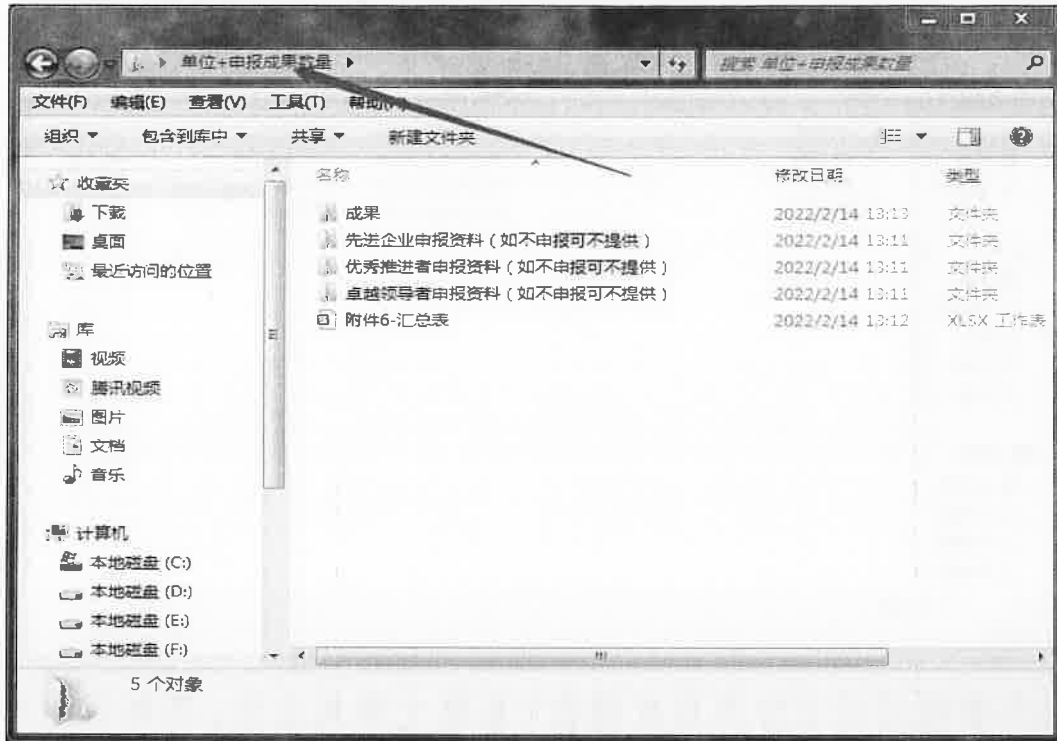 单位+申报成果数量
搜索 单位+申报成果数量
文件(F) 编辑(E) 查看(V) 工具(T) 帮助
组织 包含到库中 共享 新建文件夹
名称 修改日期 类型
收藏夹
下载
桌面
最近访问的位置
库
视频
腾讯视频
图片
文档
音乐
计算机
本地磁盘 (C:)
本地磁盘 (D:)
本地磁盘 (E:)
本地磁盘 (F:)
成果 2022/2/14 13:13 文件夹
先进企业申报资料（如不申报可不提供） 2022/2/14 13:11 文件夹
优秀推进者申报资料（如不申报可不提供） 2022/2/14 13:11 文件夹
卓越领导者申报资料（如不申报可不提供） 2022/2/14 13:11 文件夹
附件6-汇总表 2022/2/14 13:12 XLSX 工作表
5 个对象